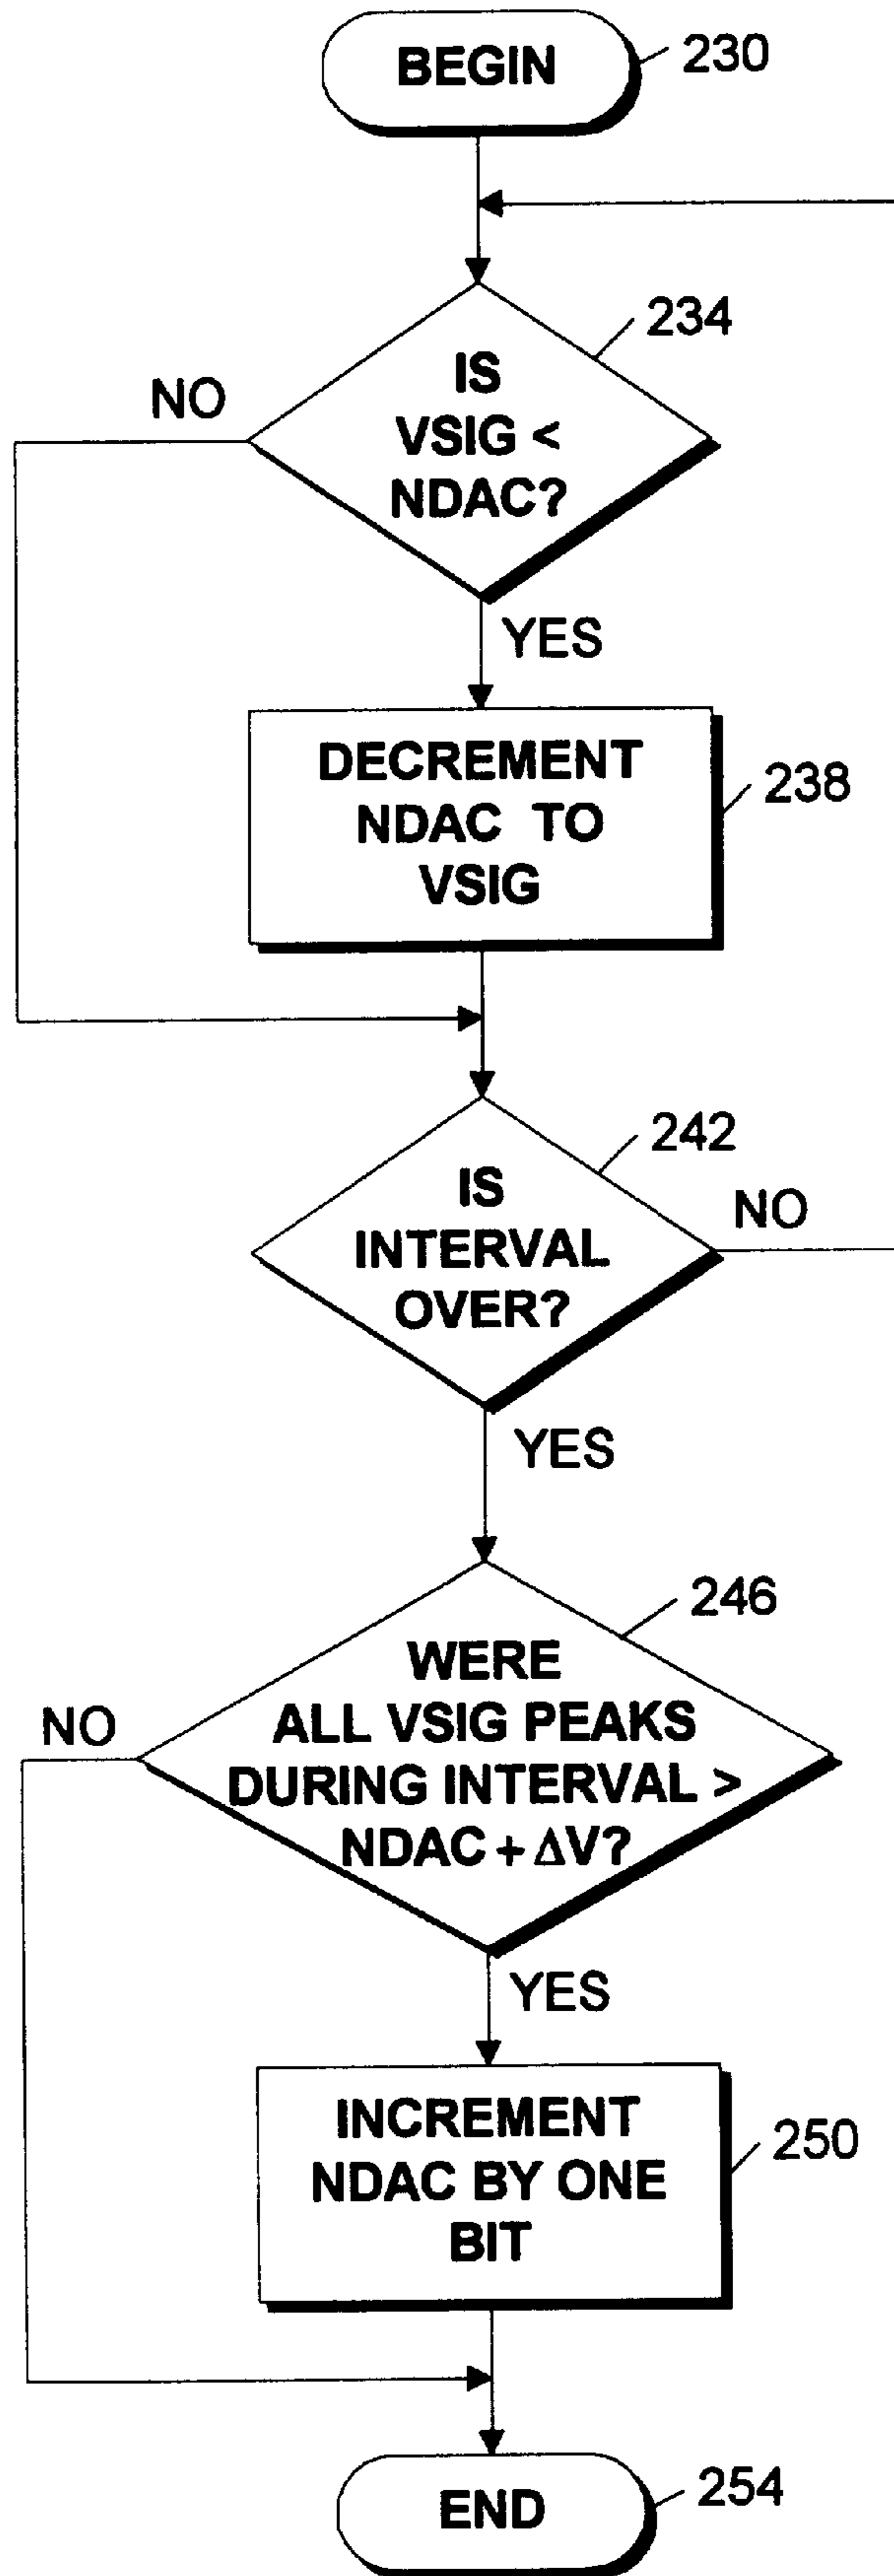 BEGIN
230
234
IS
VSIG <
NDAC?
NO
YES
DECREMENT
NDAC TO
VSIG
238
242
IS
INTERVAL
OVER?
NO
YES
246
WERE
ALL VSIG PEAKS
DURING INTERVAL >
NDAC + ΔV?
NO
YES
INCREMENT
NDAC BY ONE
BIT
250
END
254